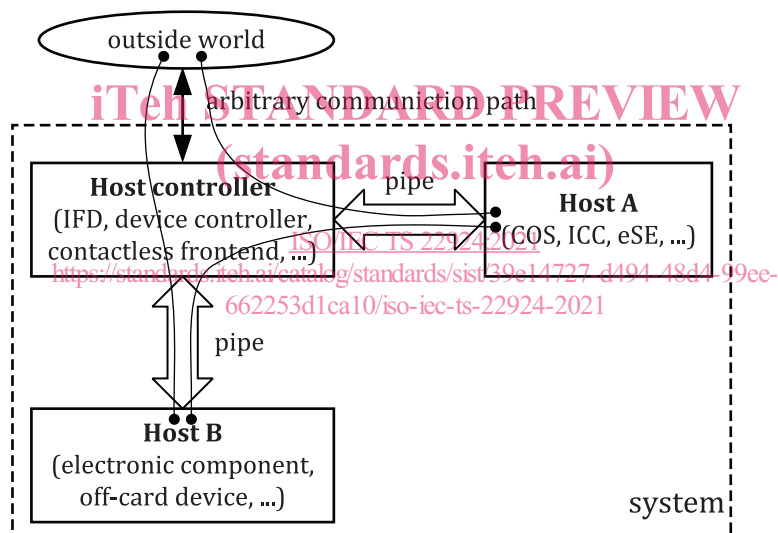 outside world
arbitrary communiction path
iTeh STANDARD PREVIEW
(standards.iteh.ai)
Host controller
(IFD, device controller,
contactless frontend, ...)
pipe
Host A
(COS, ICC, eSE, ...)
ISO/IEC TS 22924:2021
https://standards.iteh.ai/catalog/standards/sist/39e14727-d494-48d4-99ee-
662253d1ca10/iso-iec-ts-22924-2021
pipe
Host B
(electronic component,
off-card device, ...)
system